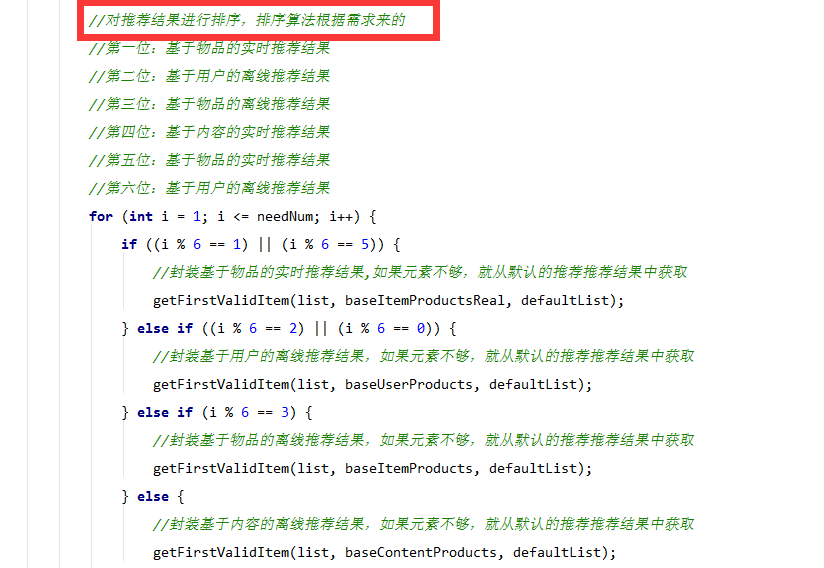 //对推荐结果进行排序，排序算法根据需求来的
//第一位：基于物品的实时推荐结果
//第二位：基于用户的离线推荐结果
//第三位：基于物品的离线推荐结果
//第四位：基于内容的实时推荐结果
//第五位：基于物品的实时推荐结果
//第六位：基于用户的离线推荐结果
for (int i = 1; i <= needNum; i++) {
if ((i % 6 == 1) || (i % 6 == 5)) {
//封装基于物品的实时推荐结果,如果元素不够，就从默认的推荐推荐结果中获取
getFirstValidItem(list, baseItemProductsReal, defaultList);
} else if ((i % 6 == 2) || (i % 6 == 0)) {
//封装基于用户的离线推荐结果，如果元素不够，就从默认的推荐推荐结果中获取
getFirstValidItem(list, baseUserProducts, defaultList);
} else if (i % 6 == 3) {
//封装基于物品的离线推荐结果，如果元素不够，就从默认的推荐推荐结果中获取
getFirstValidItem(list, baseItemProducts, defaultList);
} else {
//封装基于内容的离线推荐结果，如果元素不够，就从默认的推荐推荐结果中获取
getFirstValidItem(list, baseContentProducts, defaultList);